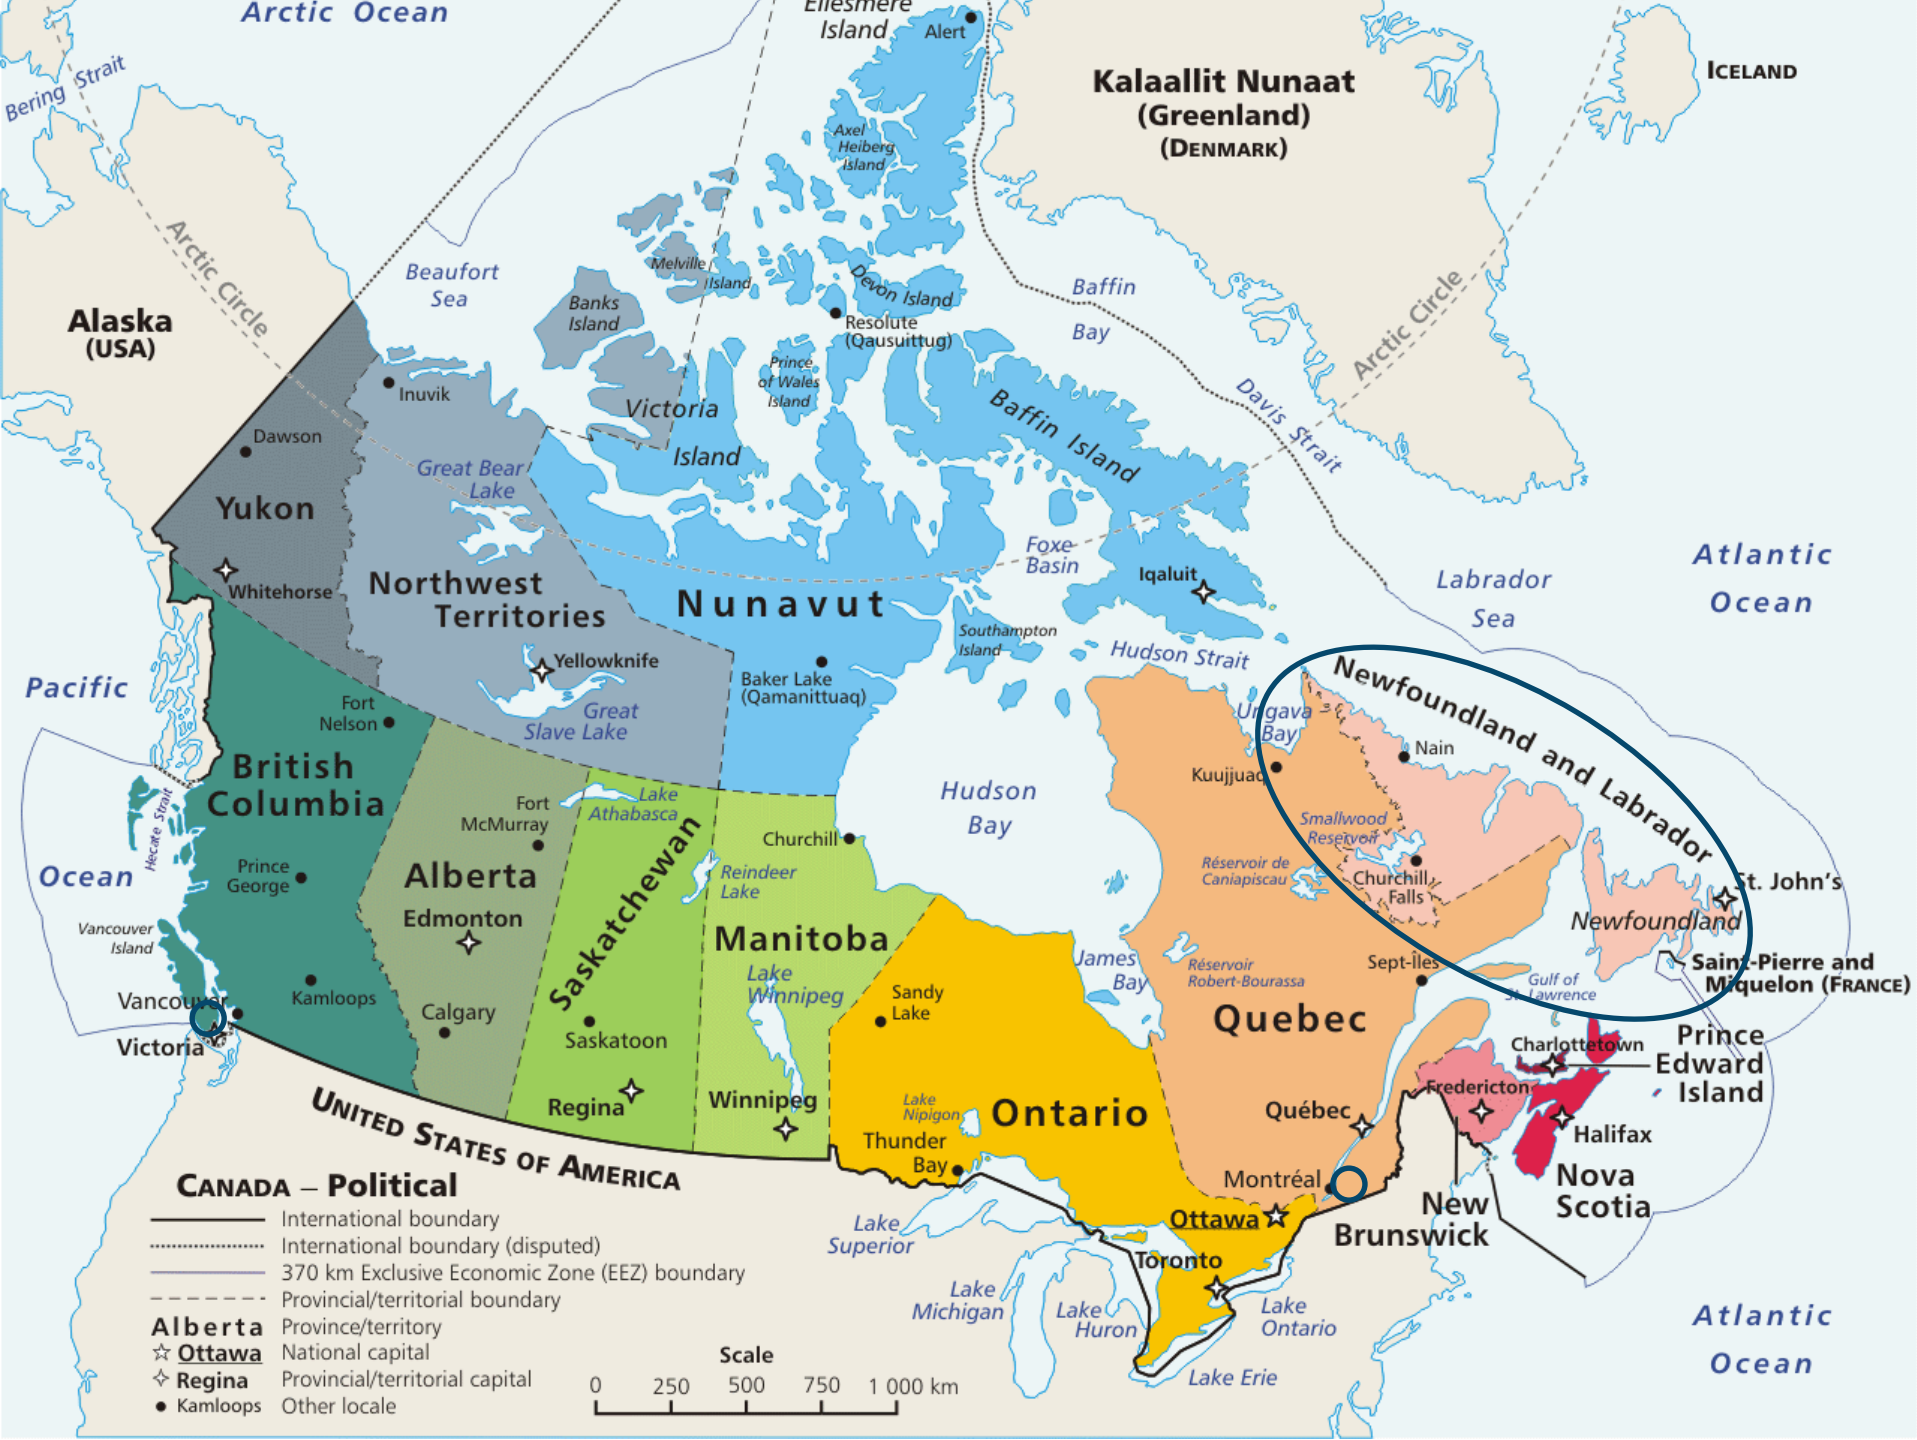 Arctic Ocean
Ellesmere
Island
Alert
Kalaallit Nunaat
(Greenland)
(DENMARK)
ICELAND
Bering Strait
Axel
Heiberg
Island
Arctic Circle
Beaufort
Sea
Melville
Island
Devon Island
Banks
Island
Resolute
(Qausuittug)
Baffin
Bay
Arctic Circle
Alaska
(USA)
Prince
of Wales
Island
Inuvik
Victoria
Island
Baffin Island
Davis Strait
Dawson
Great Bear
Lake
Yukon
Foxe
Basin
Atlantic
Ocean
Iqaluit
Labrador
Sea
Whitehorse
Northwest
Territories
Nunavut
Southampton
Island
Hudson Strait
Yellowknife
Baker Lake
(Qamanittuaq)
Pacific
Ocean
Fort
Nelson
Great
Slave Lake
Ungava
Bay
Newfoundland and Labrador
Nain
Kuujjuaq
British
Columbia
Hecate Strait
Fort
McMurray
Lake
Athabasca
Hudson
Bay
Churchill
Smallwood
Reservoir
Prince
George
Alberta
Edmonton
Saskatchewan
Reindeer
Lake
Réservoir de
Caniapiscau
Churchill
Falls
St. John's
Newfoundland
Vancouver
Island
Manitoba
Lake
Winnipeg
James
Bay
Réservoir
Robert-Bourassa
Sept-Îles
Gulf of
St. Lawrence
Saint-Pierre and
Miquelon (FRANCE)
Vancouver
Kamloops
Calgary
Sandy
Lake
Quebec
Victoria
Saskatoon
Charlottetown
Prince
Edward
Island
Regina
Winnipeg
Lake
Nipigon
Ontario
Fredericton
Québec
Halifax
UNITED STATES OF AMERICA
Thunder
Bay
Montréal
Nova
Scotia
New
Brunswick
Ottawa
Lake
Superior
Toronto
Lake
Michigan
Lake
Huron
Lake
Ontario
Lake Erie
Atlantic
Ocean
CANADA – Political
International boundary
International boundary (disputed)
370 km Exclusive Economic Zone (EEZ) boundary
Provincial/territorial boundary
Alberta Province/territory
Ottawa National capital
Regina Provincial/territorial capital
Kamloops Other locale
Scale
0 250 500 750 1 000 km